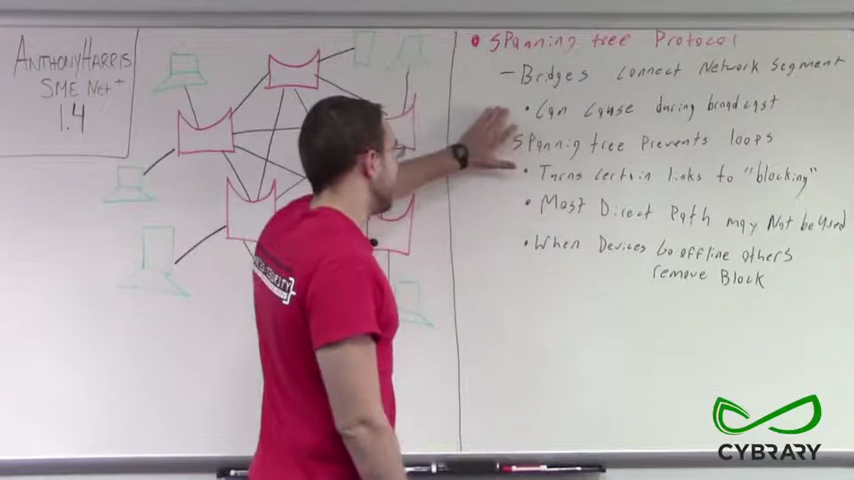 ANTHONY HARRIS
SME Net+
1.4
• Spanning tree Protocol
- Bridges connect Network Segment
• Can cause during broadcast
Spanning tree Prevents loops
• Turns certain links to "blocking"
• Most Direct Path may Not be Used
• When Devices Go offline others
remove Block
CYBRARY